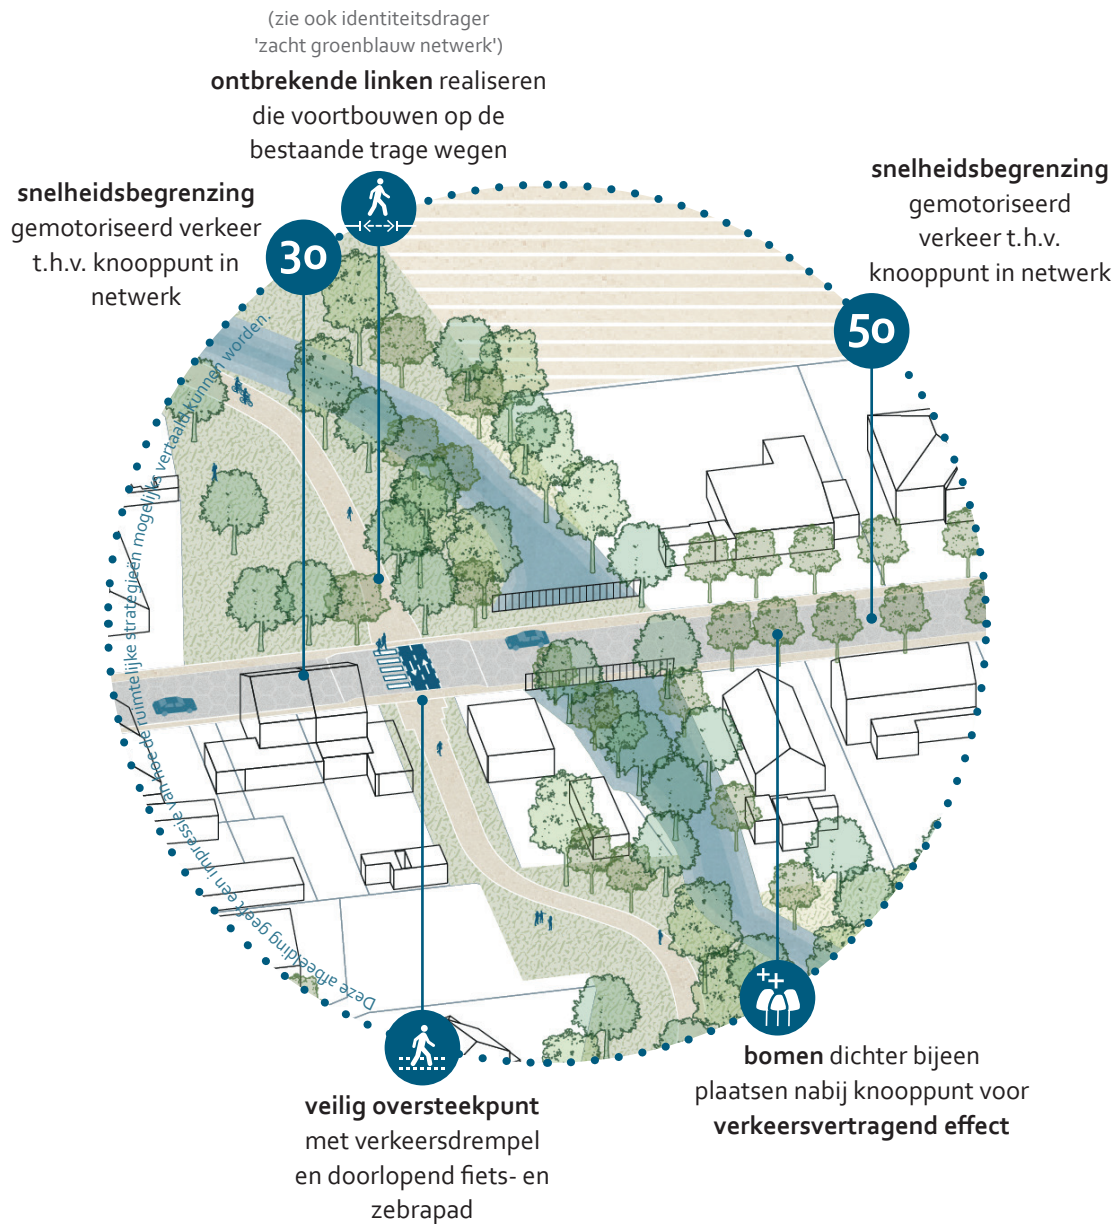 (zie ook identiteitsdrager
'zacht groenblauw netwerk')
ontbrekende linken realiseren
die voortbouwen op de
bestaande trage wegen
snelheidsbegrenzing
gemotoriseerd verkeer
t.h.v. knooppunt in
netwerk
30
snelheidsbegrenzing
gemotoriseerd
verkeer t.h.v.
knooppunt in netwerk
50
Deze afbeelding geeft een impressie van hoe de ruimtelijke strategieën mogelijks vertaald kunnen worden.
veilig oversteekpunt
met verkeersdrempel
en doorlopend fiets- en
zebrapad
bomen dichter bijeen
plaatsen nabij knooppunt voor
verkeersvertragend effect